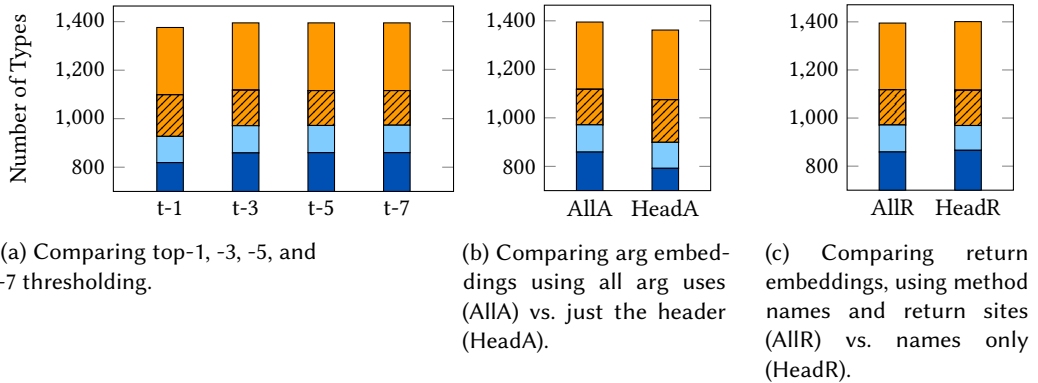 Number of Types
1,400
1,200
1,000
800
t-1 t-3 t-5 t-7
(a) Comparing top-1, -3, -5, and
-7 thresholding.
1,400
1,200
1,000
800
AllA HeadA
(b) Comparing arg embed-
dings using all arg uses
(AllA) vs. just the header
(HeadA).
1,400
1,200
1,000
800
AllR HeadR
(c) Comparing return
embeddings, using method
names and return sites
(AllR) vs. names only
(HeadR).